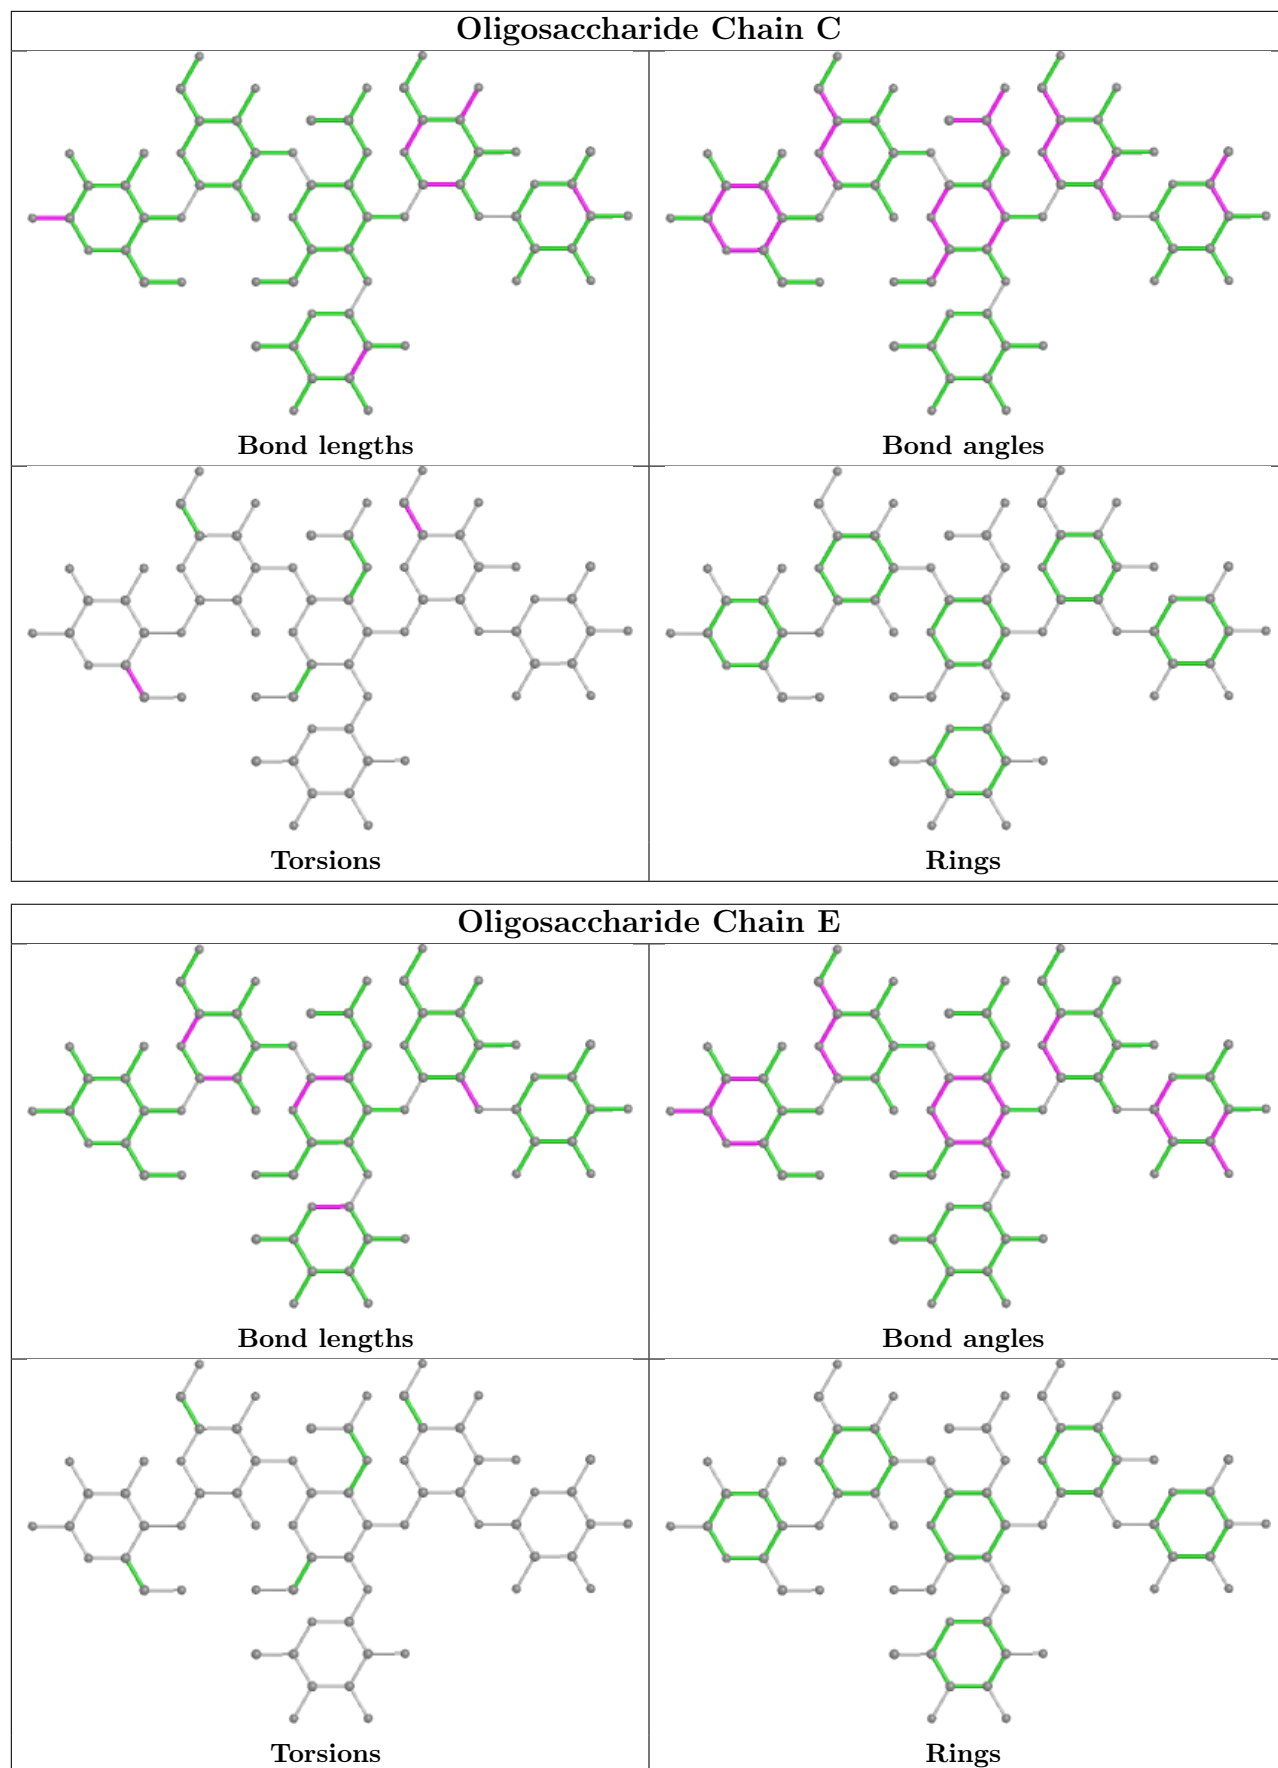 Oligosaccharide Chain C
Bond lengths
Bond angles
Torsions
Rings
Oligosaccharide Chain E
Bond lengths
Bond angles
Torsions
Rings